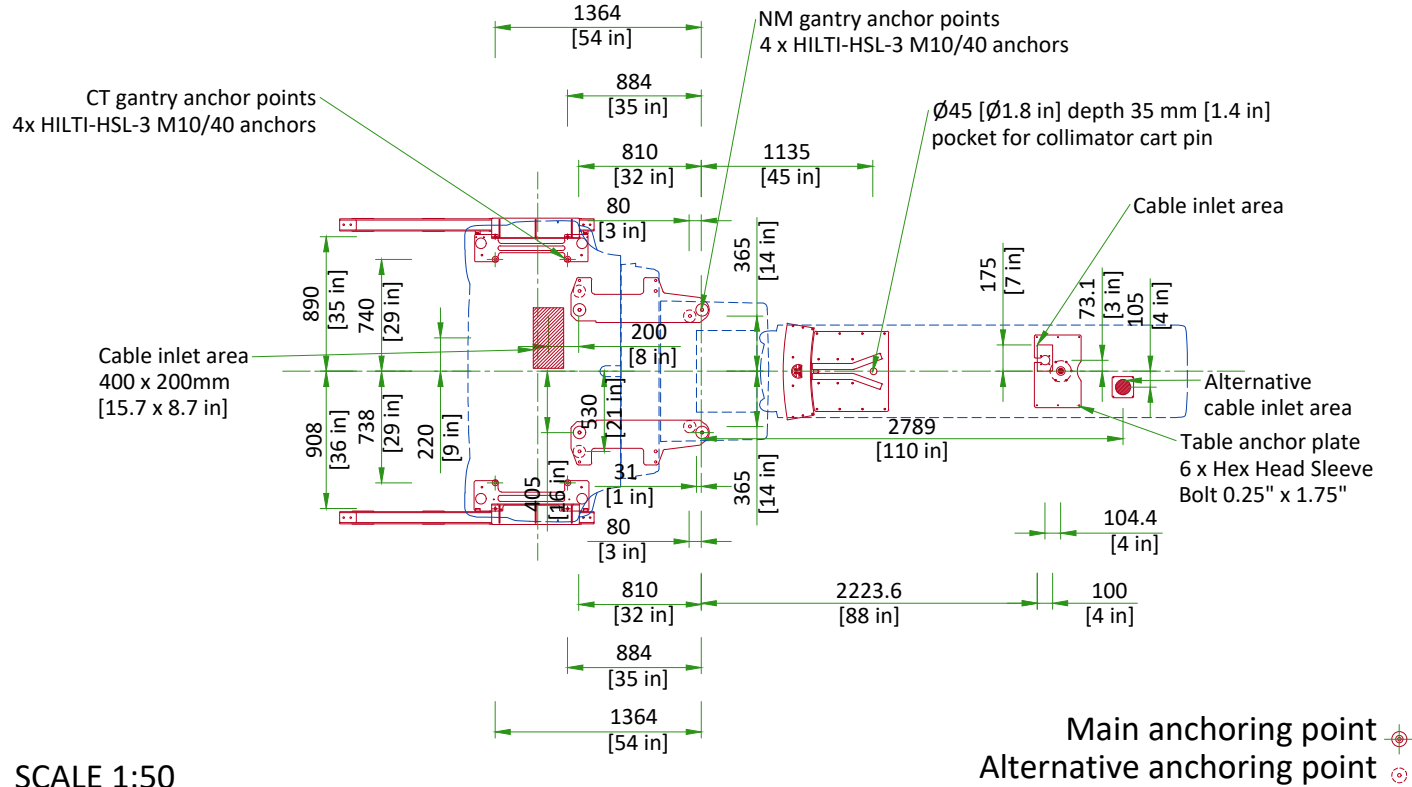 1364
[54 in]
NM gantry anchor points
4 x HILTI-HSL-3 M10/40 anchors
884
[35 in]
CT gantry anchor points
4x HILTI-HSL-3 M10/40 anchors
Ø45 [Ø1.8 in] depth 35 mm [1.4 in]
pocket for collimator cart pin
810
[32 in]
1135
[45 in]
80
[3 in]
Cable inlet area
365
[14 in]
175
[7 in]
73.1
[3 in]
105
[4 in]
890
[35 in]
740
[29 in]
200
[8 in]
Cable inlet area
400 x 200mm
[15.7 x 8.7 in]
Alternative
cable inlet area
908
[36 in]
738
[29 in]
220
[9 in]
530
[21 in]
2789
[110 in]
Table anchor plate
6 x Hex Head Sleeve
Bolt 0.25" x 1.75"
405
[16 in]
31
[1 in]
365
[14 in]
80
[3 in]
104.4
[4 in]
810
[32 in]
2223.6
[88 in]
100
[4 in]
884
[35 in]
1364
[54 in]
Main anchoring point
Alternative anchoring point
SCALE 1:50